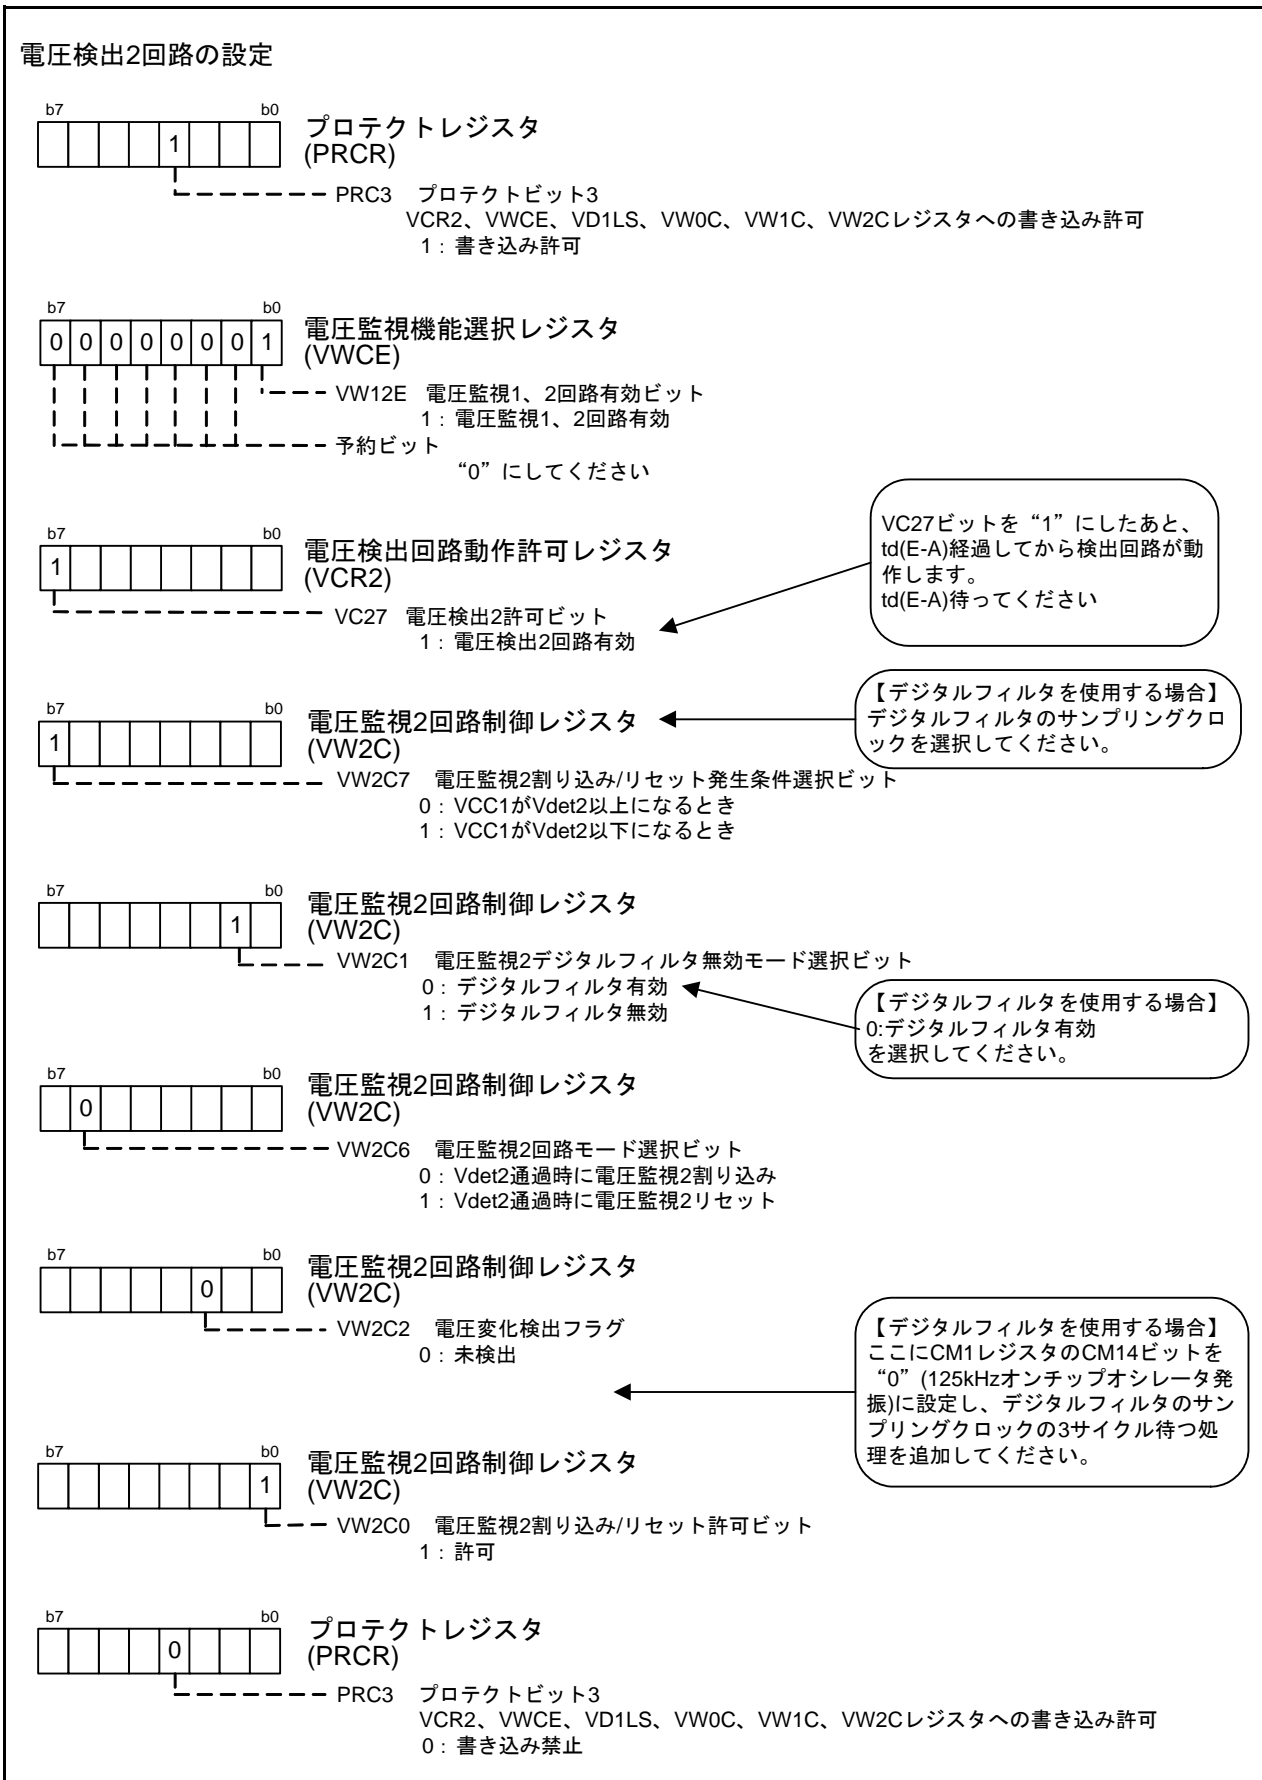 電圧検出2回路の設定
b7 b0
1
プロテクトレジスタ
(PRCR)
PRC3 プロテクトビット3
VCR2、VWCE、VD1LS、VW0C、VW1C、VW2Cレジスタへの書き込み許可
1：書き込み許可
b7 b0
0 0 0 0 0 0 0 1
電圧監視機能選択レジスタ
(VWCE)
VW12E 電圧監視1、2回路有効ビット
1：電圧監視1、2回路有効
予約ビット
“0”にしてください
b7 b0
1
電圧検出回路動作許可レジスタ
(VCR2)
VC27 電圧検出2許可ビット
1：電圧検出2回路有効
VC27ビットを“1”にしたあと、
td(E-A)経過してから検出回路が動
作します。
td(E-A)待ってください
b7 b0
1
電圧監視2回路制御レジスタ
(VW2C)
VW2C7 電圧監視2割り込み/リセット発生条件選択ビット
0：VCC1がVdet2以上になるとき
1：VCC1がVdet2以下になるとき
【デジタルフィルタを使用する場合】
デジタルフィルタのサンプリングクロ
ックを選択してください。
b7 b0
1
電圧監視2回路制御レジスタ
(VW2C)
VW2C1 電圧監視2デジタルフィルタ無効モード選択ビット
0：デジタルフィルタ有効
1：デジタルフィルタ無効
【デジタルフィルタを使用する場合】
0:デジタルフィルタ有効
を選択してください。
b7 b0
0
電圧監視2回路制御レジスタ
(VW2C)
VW2C6 電圧監視2回路モード選択ビット
0：Vdet2通過時に電圧監視2割り込み
1：Vdet2通過時に電圧監視2リセット
b7 b0
0
電圧監視2回路制御レジスタ
(VW2C)
VW2C2 電圧変化検出フラグ
0：未検出
【デジタルフィルタを使用する場合】
ここにCM1レジスタのCM14ビットを
“0”(125kHzオンチップオシレータ発
振)に設定し、デジタルフィルタのサン
プリングクロックの3サイクル待つ処
理を追加してください。
b7 b0
1
電圧監視2回路制御レジスタ
(VW2C)
VW2C0 電圧監視2割り込み/リセット許可ビット
1：許可
b7 b0
0
プロテクトレジスタ
(PRCR)
PRC3 プロテクトビット3
VCR2、VWCE、VD1LS、VW0C、VW1C、VW2Cレジスタへの書き込み許可
0：書き込み禁止